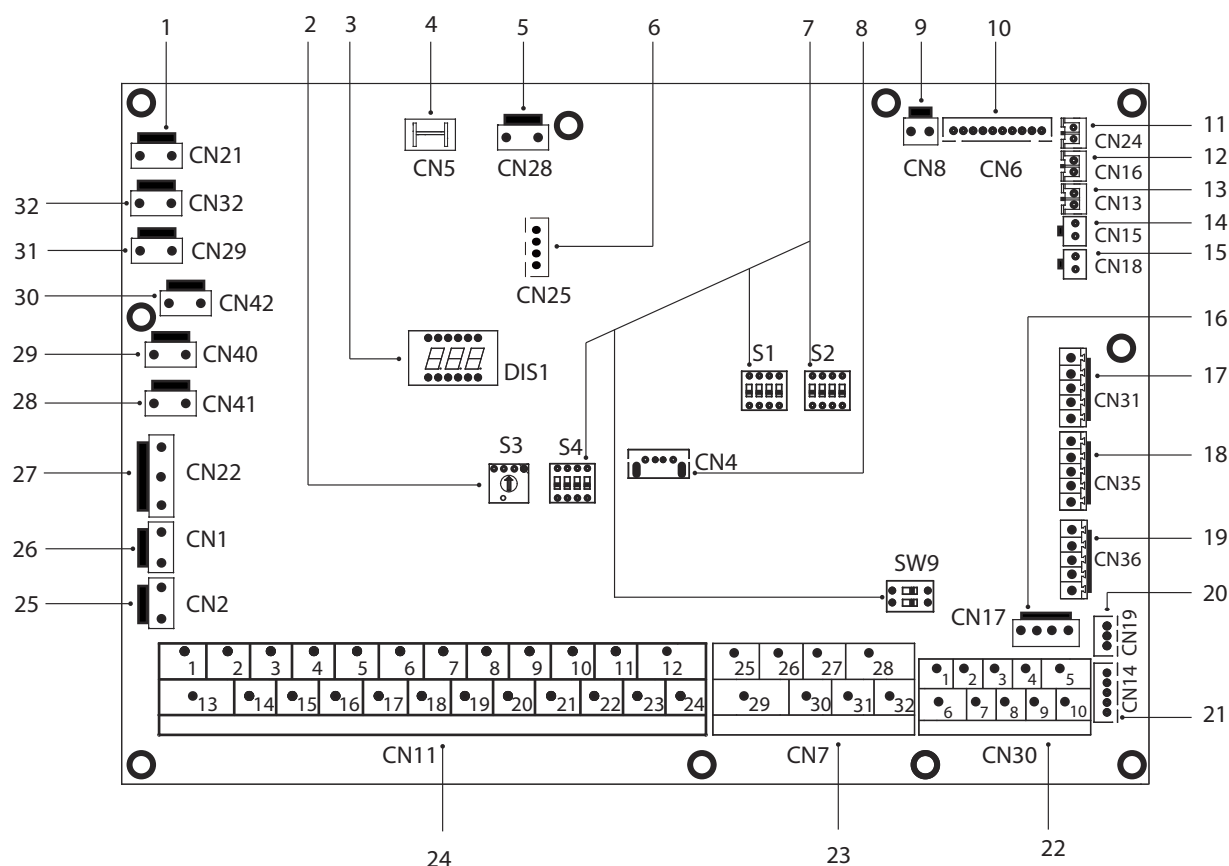 1 2 3 4 5 6 7 8 9 10
CN21
CN5
CN28
CN8
CN6
CN24
11
CN16
12
CN13
13
CN15
14
CN18
15
32
CN32
31
CN29
30
CN42
CN25
16
29
CN40
DIS1
S1
S2
17
CN31
28
CN41
27
CN22
S3
S4
CN4
18
CN35
26
CN1
SW9
19
CN36
25
CN2
CN17
20
CN19
1 2 3 4 5 6 7 8 9 10 11 12
25 26 27 28
1 2 3 4 5
13 14 15 16 17 18 19 20 21 22 23 24
29 30 31 32
6 7 8 9 10
CN14
21
CN11
CN7
CN30
24
23
22